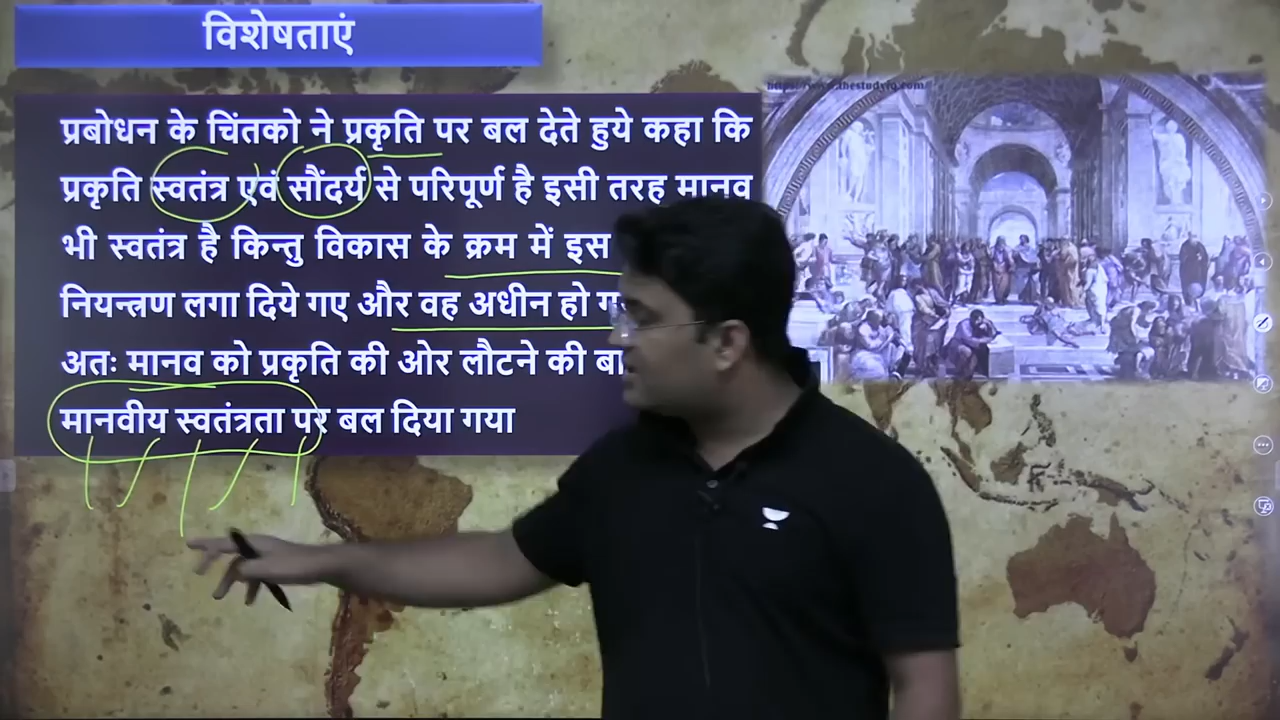 विशेषताएं
प्रबोधन के चिंतको ने प्रकृति पर बल देते हुये कहा कि
प्रकृति स्वतंत्र एवं सौंदर्य से परिपूर्ण है इसी तरह मानव
भी स्वतंत्र है किन्तु विकास के क्रम में इस
नियन्त्रण लगा दिये गए और वह अधीन हो
अतः मानव को प्रकृति की ओर लौटने की
मानवीय स्वतंत्रता पर बल दिया गया